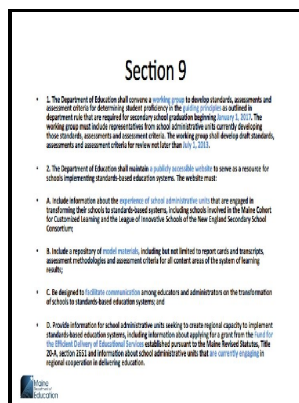 Section 9
• 1. The Department of Education shall convene a working group to develop standards, assessments and
assessment criteria for determining student proficiency in the guiding principles as outlined in
department rule that are required for secondary school graduation beginning January 1, 2017. The
working group must include representatives from school administrative units currently developing
those standards, assessments and assessment criteria. The working group shall develop draft standards,
assessments and assessment criteria for review not later than July 1, 2013.
• 2. The Department of Education shall maintain a publicly accessible website to serve as a resource for
schools implementing standards-based education systems. The website must:
• A. Include information about the experience of school administrative units that are engaged in
transforming their schools to standards-based systems, including schools involved in the Maine Cohort
for Customized Learning and the League of Innovative Schools of the New England Secondary School
Consortium;
• B. Include a repository of model materials, including but not limited to report cards and transcripts,
assessment methodologies and assessment criteria for all content areas of the system of learning
results;
• C. Be designed to facilitate communication among educators and administrators on the transformation
of schools to standards-based education systems; and
• D. Provide information for school administrative units seeking to create regional capacity to implement
standards-based education systems, including information about applying for a grant from the Fund for
the Efficient Delivery of Educational Services established pursuant to the Maine Revised Statutes, Title
20-A, section 2651 and information about school administrative units that are currently engaging in
regional cooperation in delivering education.
Maine
Department of
Education